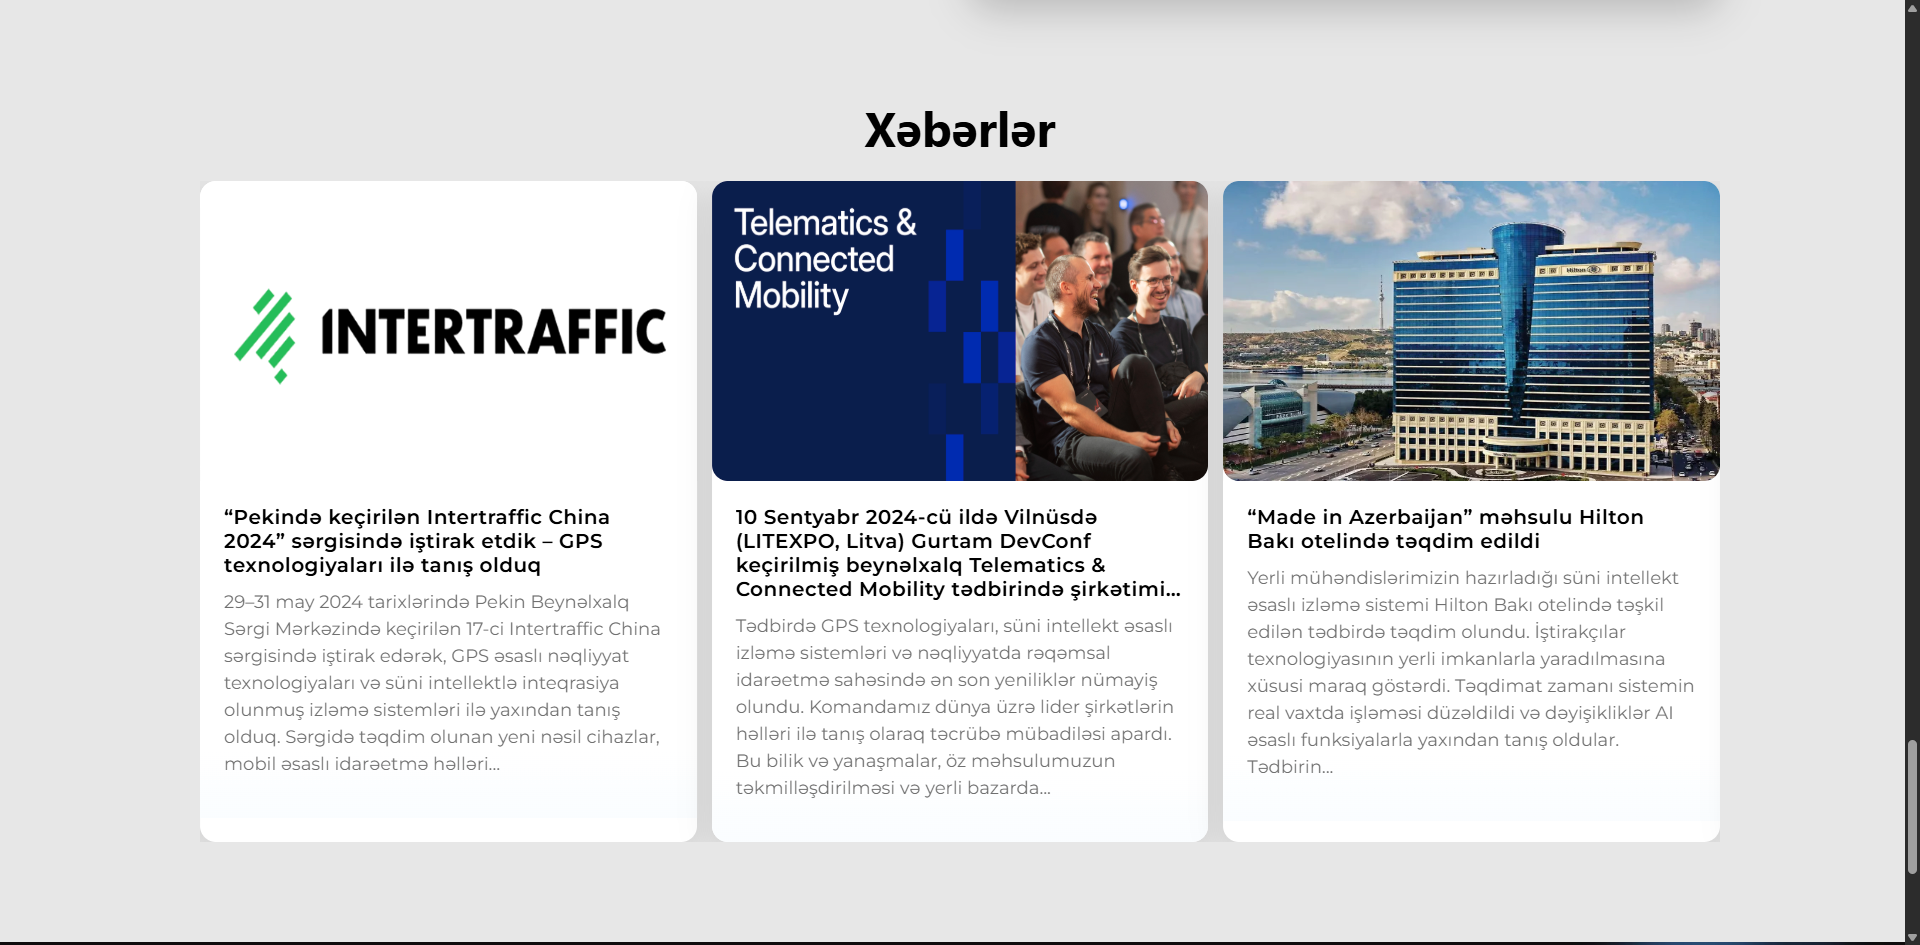 Xəbərlər
INTERTRAFFIC
“Pekində keçirilən Intertraffic China
2024” sərgisində iştirak etdik – GPS
texnologiyaları ilə tanış olduq
29–31 may 2024 tarixlərində Pekin Beynəlxalq
Sərgi Mərkəzində keçirilən 17-ci Intertraffic China
sərgisində iştirak edərək, GPS əsaslı nəqliyyat
texnologiyaları və süni intellektlə inteqrasiya
olunmuş izləmə sistemləri ilə yaxından tanış
olduq. Sərgidə təqdim olunan yeni nəsil cihazlar,
mobil əsaslı idarəetmə həlləri...
Telematics &
Connected
Mobility
10 Sentyabr 2024-cü ildə Vilnüsdə
(LITEXPO, Litva) Gurtam DevConf
keçirilmiş beynəlxalq Telematics &
Connected Mobility tədbirində şirkətimi...
Tədbirdə GPS texnologiyaları, süni intellekt əsaslı
izləmə sistemləri və nəqliyyatda rəqəmsal
idarəetmə sahəsində ən son yeniliklər nümayiş
olundu. Komandamız dünya üzrə lider şirkətlərin
həlləri ilə tanış olaraq təcrübə mübadiləsi apardı.
Bu bilik və yanaşmalar, öz məhsulumuzun
təkmilləşdirilməsi və yerli bazarda...
Hilton
“Made in Azerbaijan” məhsulu Hilton
Bakı otelində təqdim edildi
Yerli mühəndislərimizin hazırladığı süni intellekt
əsaslı izləmə sistemi Hilton Bakı otelində təşkil
edilən tədbirdə təqdim olundu. İştirakçılar
texnologiyasının yerli imkanlarla yaradılmasına
xüsusi maraq göstərdi. Təqdimat zamanı sistemin
real vaxtda işləməsi düzəldildi və dəyişikliklər AI
əsaslı funksiyalarla yaxından tanış oldular.
Tədbirin...